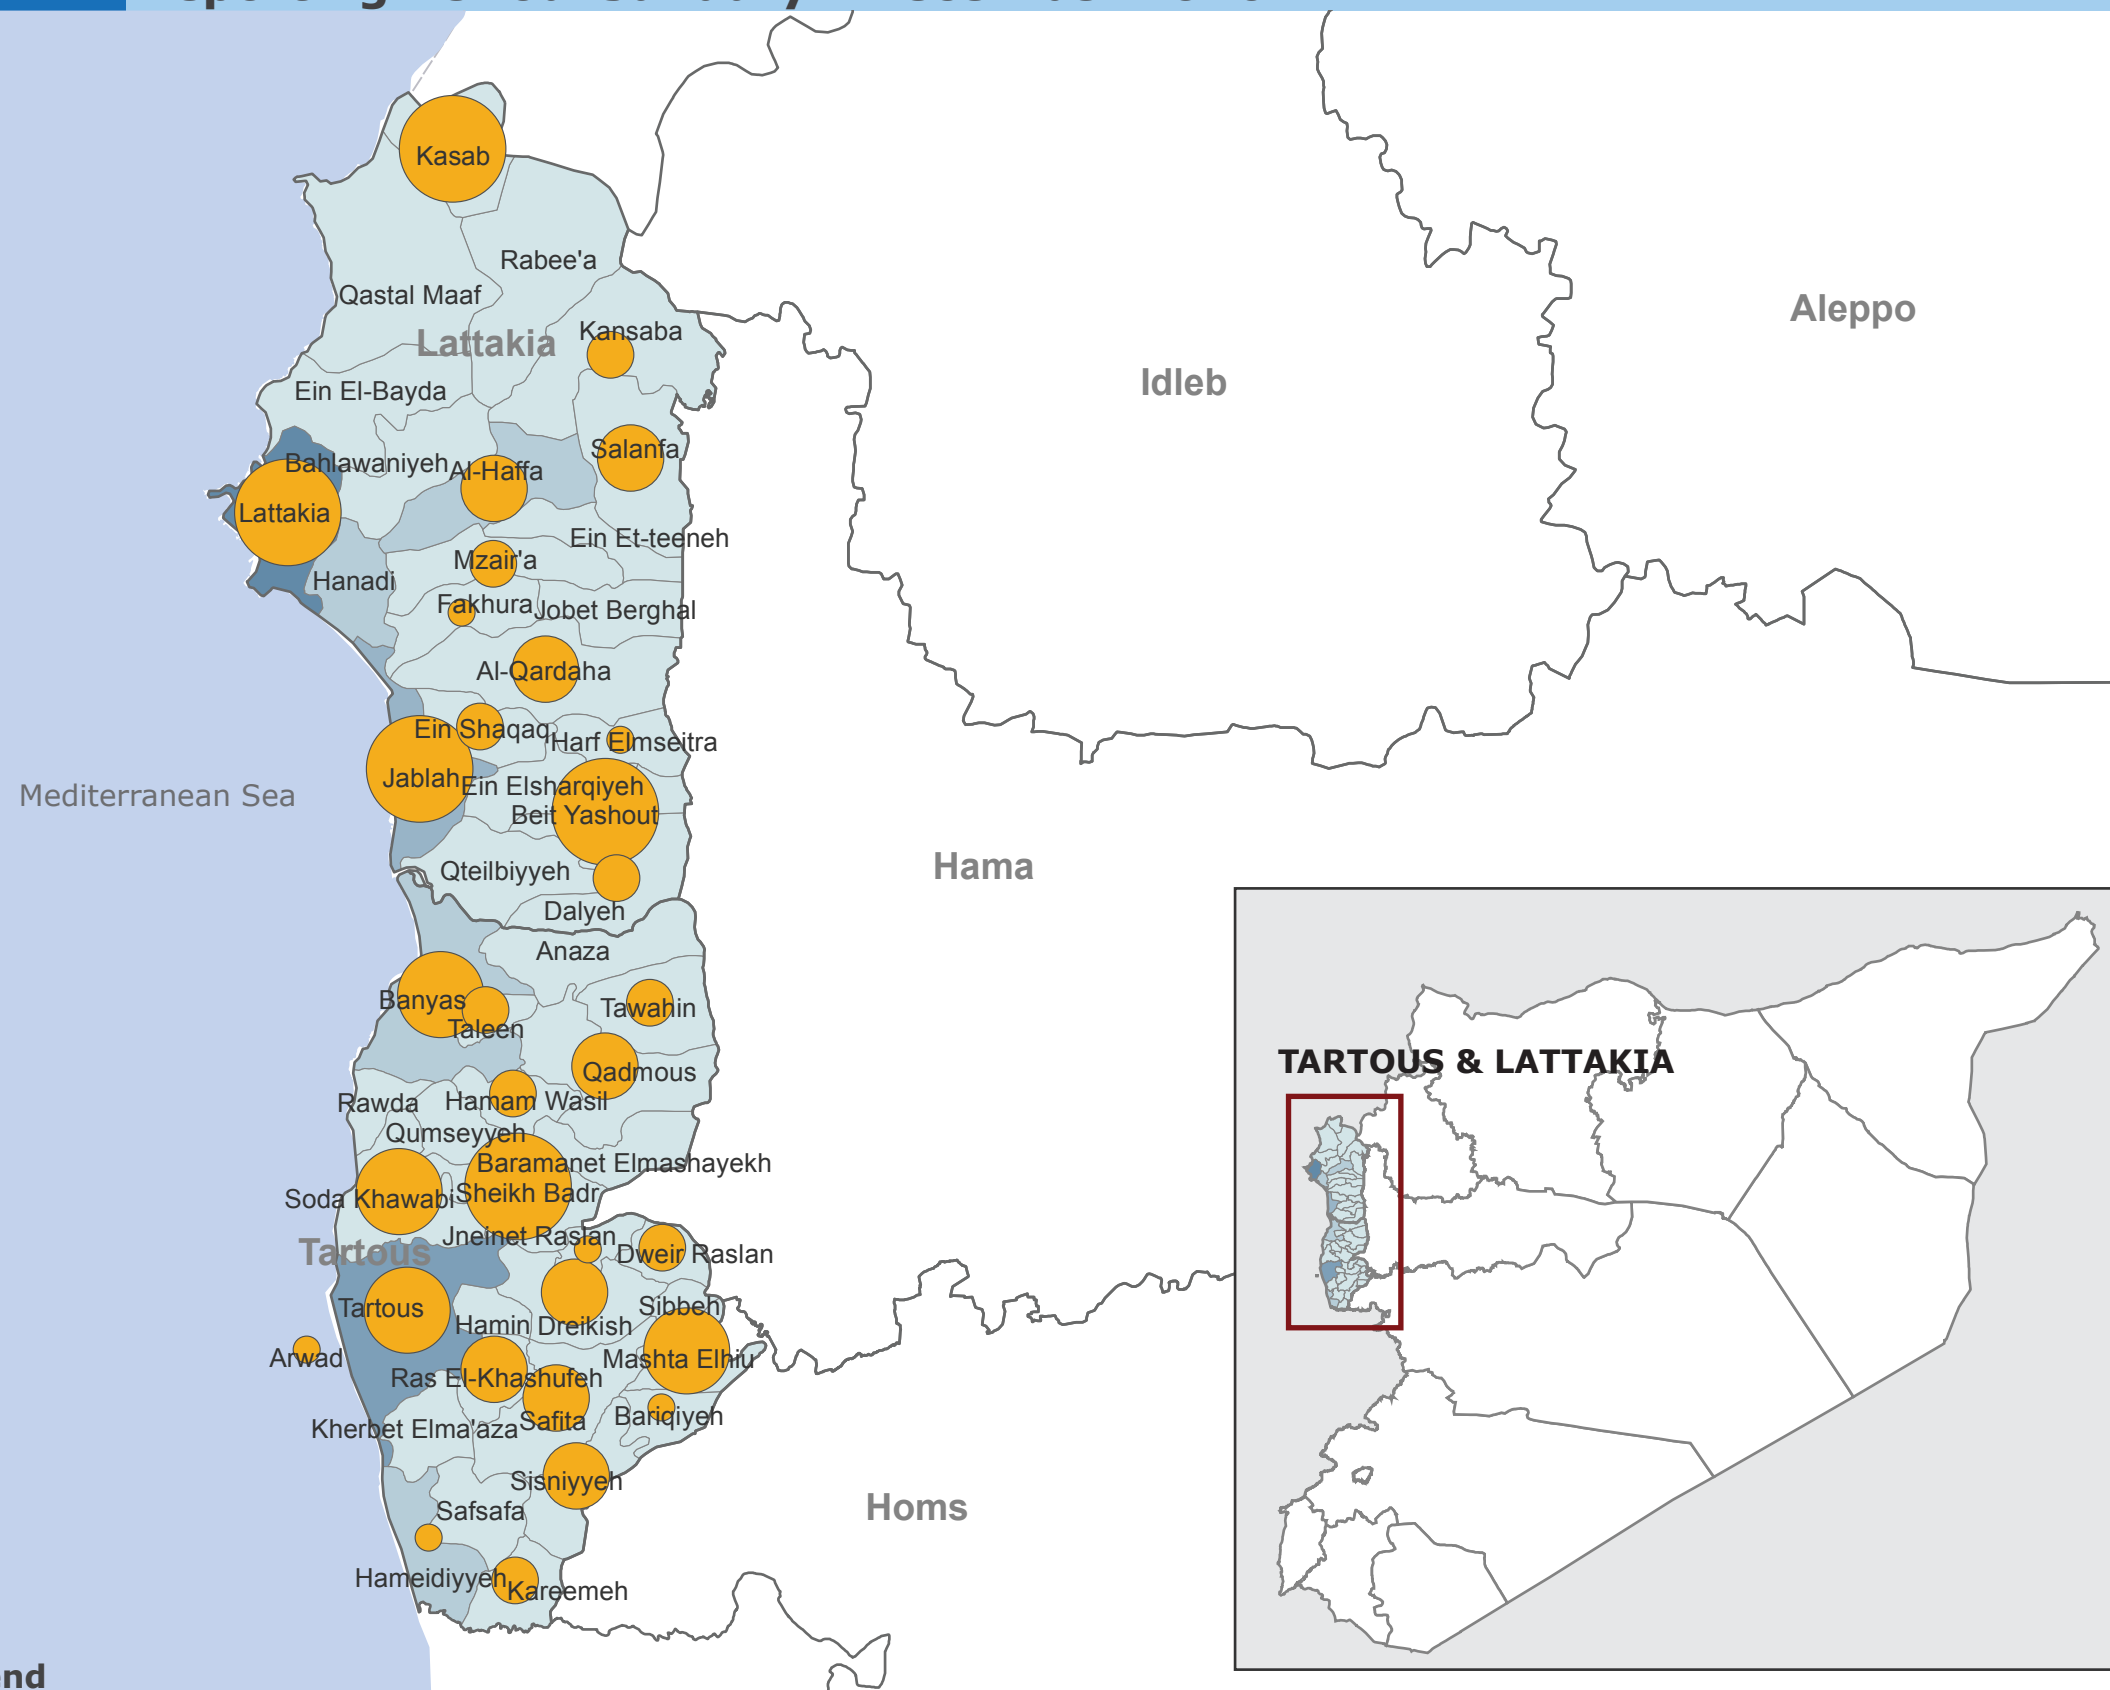 Kasab
Rabee'a
Qastal Maaf
Lattakia
Kansaba
Aleppo
Idleb
Ein El-Bayda
Salanfa
Bahlawaniyeh
Al-Haffa
Lattakia
Ein Et-teeneh
Mzair'a
Hanadi
Fakhura
Jobet Berghal
Al-Qardaha
Ein Shaqaq
Harf Elmseitra
Jablah
Ein Elsharqiyeh
Mediterranean Sea
Beit Yashout
Hama
Qteilbiyyeh
Dalyeh
Anaza
Banyas
Tawahin
Taleen
TARTOUS & LATTAKIA
Qadmous
Rawda
Hamam Wasil
Qumseyyeh
Baramanet Elmashayekh
Soda Khawabi
Sheikh Badr
Jneinet Raslan
Tartous
Dweir Raslan
Tartous
Sibbeh
Hamin
Dreikish
Arwad
Mashta Elhiu
Ras El-Khashufeh
Bariqiyeh
Safita
Kherbet Elma'aza
Sisniyyeh
Homs
Safsafa
Hameidiyyeh
Kareemeh